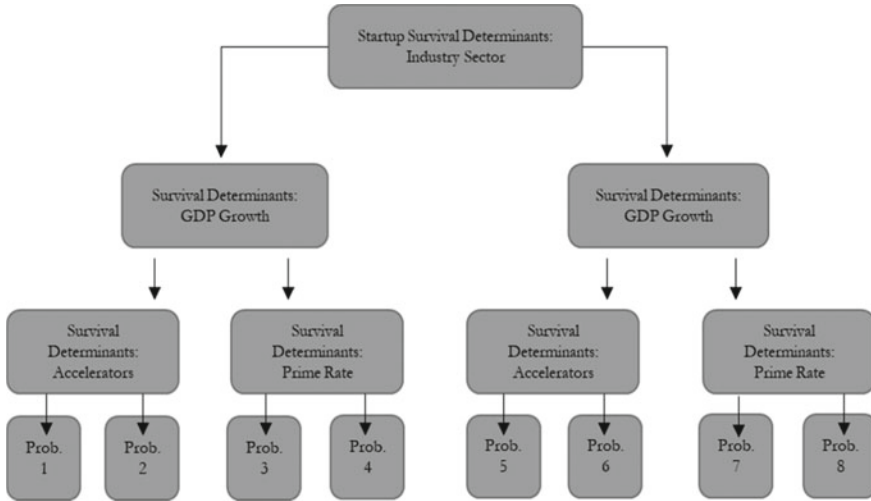 Startup Survival Determinants:
Industry Sector
Survival Determinants:
GDP Growth
Survival Determinants:
GDP Growth
Survival
Determinants:
Accelerators
Survival
Determinants:
Prime Rate
Survival
Determinants:
Accelerators
Survival
Determinants:
Prime Rate
Prob.
1
Prob.
2
Prob.
3
Prob.
4
Prob.
5
Prob.
6
Prob.
7
Prob.
8